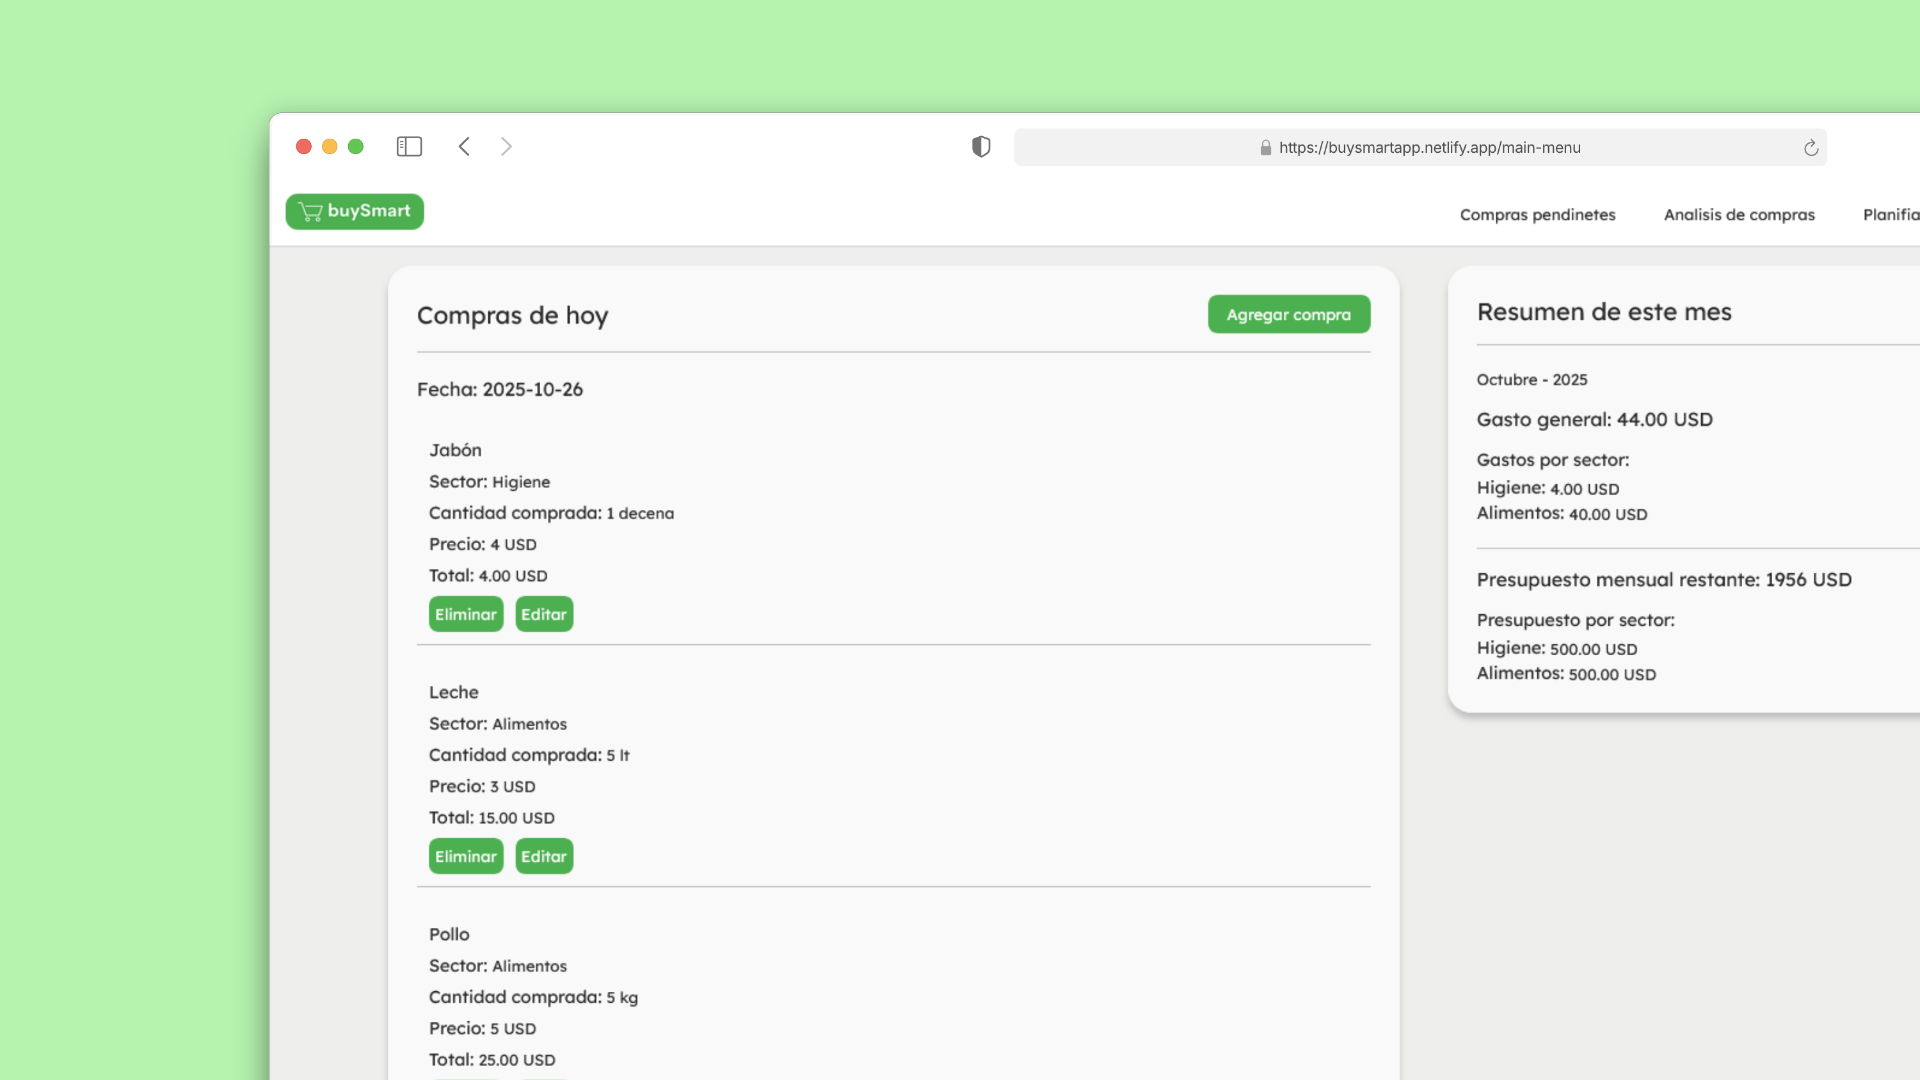 https://buysmartapp.netlify.app/main-menu
buySmart
Compras pendinetes
Analisis de compras
Planifia
Compras de hoy
Agregar compra
Fecha: 2025-10-26
Jabón
Sector: Higiene
Cantidad comprada: 1 decena
Precio: 4 USD
Total: 4.00 USD
Eliminar
Editar
Leche
Sector: Alimentos
Cantidad comprada: 5 lt
Precio: 3 USD
Total: 15.00 USD
Eliminar
Editar
Pollo
Sector: Alimentos
Cantidad comprada: 5 kg
Precio: 5 USD
Total: 25.00 USD
Resumen de este mes
Octubre - 2025
Gasto general: 44.00 USD
Gastos por sector:
Higiene: 4.00 USD
Alimentos: 40.00 USD
Presupuesto mensual restante: 1956 USD
Presupuesto por sector:
Higiene: 500.00 USD
Alimentos: 500.00 USD